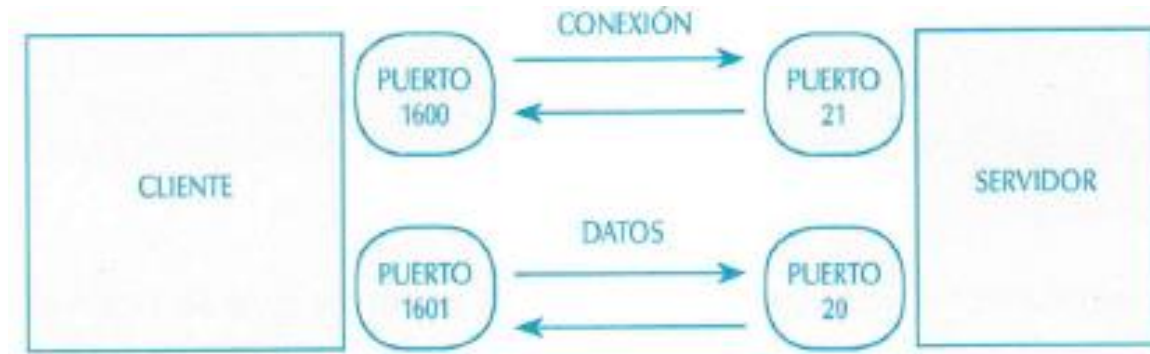 CONEXIÓN
PUERTO
1600
PUERTO
21
CLIENTE
SERVIDOR
DATOS
PUERTO
1601
PUERTO
20